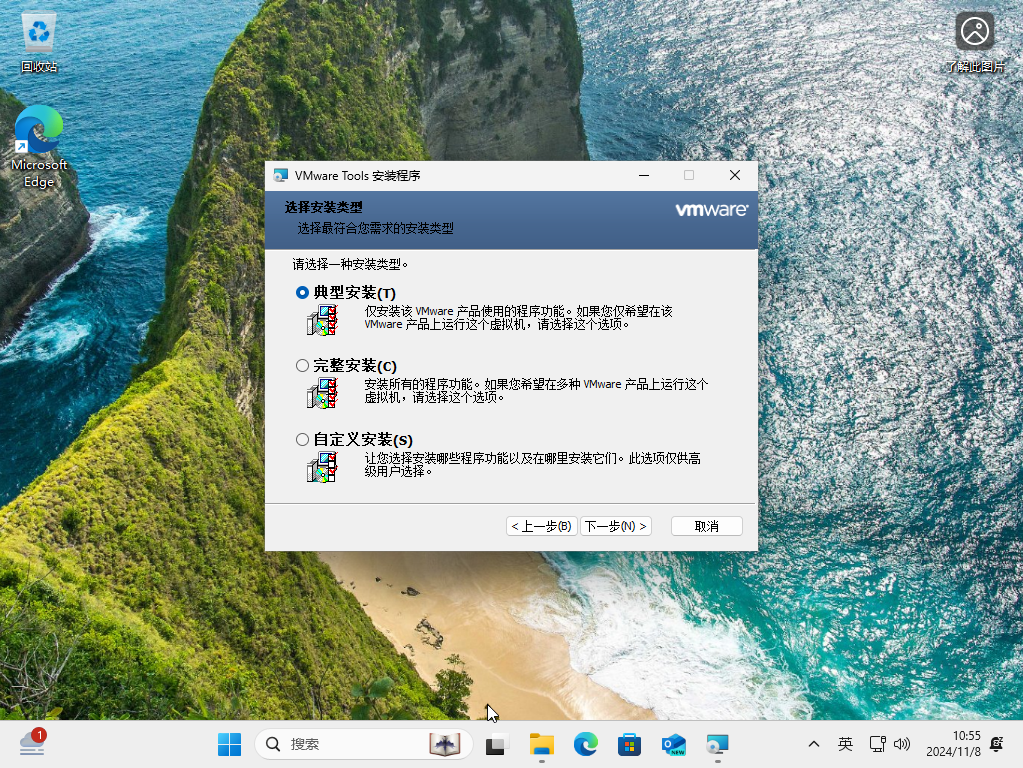 回收站
了解此图片
Microsoft
Edge
VMware Tools 安装程序
选择安装类型
选择最符合您需求的安装类型
vmware
请选择一种安装类型。
典型安装(T)
仅安装该 VMware 产品使用的程序功能。如果您仅希望在该
VMware 产品上运行这个虚拟机，请选择这个选项。
完整安装(C)
安装所有的程序功能。如果您希望在多种 VMware 产品上运行这个
虚拟机，请选择这个选项。
自定义安装(S)
让您选择安装哪些程序功能以及在哪里安装它们。此选项仅供高
级用户选择。
< 上一步(B)
下一步(N) >
取消
1
搜索
NEW
英
10:55
2024/11/8